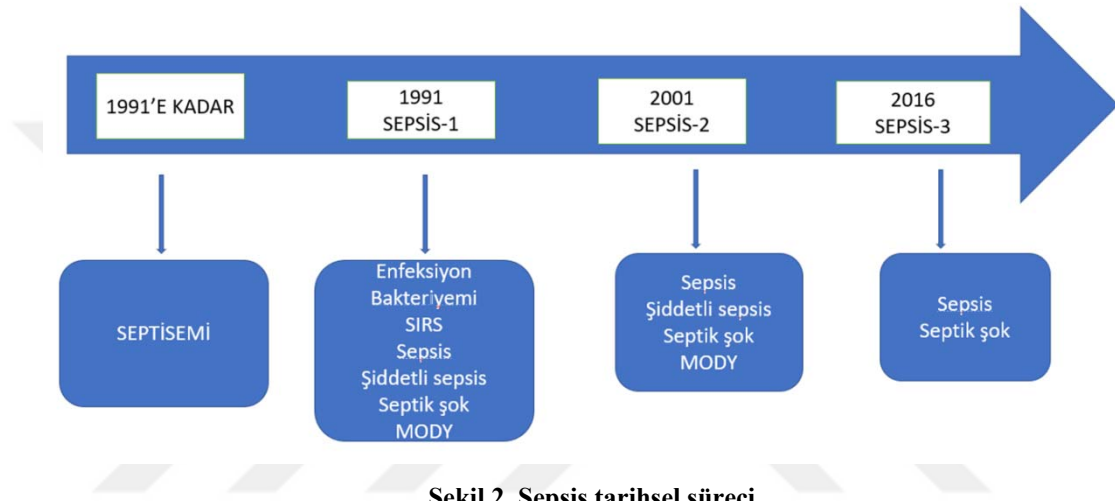 1991'E KADAR
1991
SEPSİS-1
2001
SEPSİS-2
2016
SEPSİS-3
SEPTİSEMİ
Enfeksiyon
Bakteriyemi
SIRS
Sepsis
Şiddetli sepsis
Septik şok
MODY
Sepsis
Şiddetli sepsis
Septik şok
MODY
Sepsis
Septik şok
Şekil 2. Sepsis tarihsel süreci